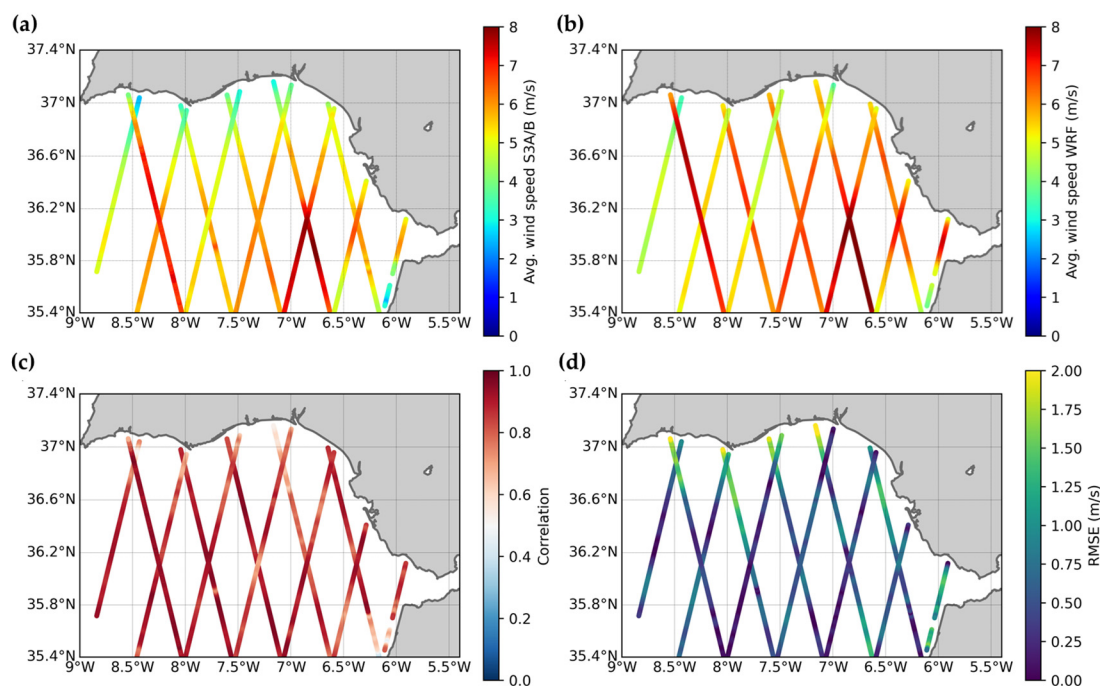 (a)
37.4°N
37°N
36.6°N
36.2°N
35.8°N
35.4°N
9°W 8.5°W 8°W 7.5°W 7°W 6.5°W 6°W 5.5°W
8
7
6
5
4
3
2
1
0
Avg. wind speed S3A/B (m/s)
(b)
37.4°N
37°N
36.6°N
36.2°N
35.8°N
35.4°N
9°W 8.5°W 8°W 7.5°W 7°W 6.5°W 6°W 5.5°W
8
7
6
5
4
3
2
1
0
Avg. wind speed WRF (m/s)
(c)
37.4°N
37°N
36.6°N
36.2°N
35.8°N
35.4°N
9°W 8.5°W 8°W 7.5°W 7°W 6.5°W 6°W 5.5°W
1.0
0.8
0.6
0.4
0.2
0.0
Correlation
(d)
37.4°N
37°N
36.6°N
36.2°N
35.8°N
35.4°N
9°W 8.5°W 8°W 7.5°W 7°W 6.5°W 6°W 5.5°W
2.00
1.75
1.50
1.25
1.00
0.75
0.50
0.25
0.00
RMSE (m/s)